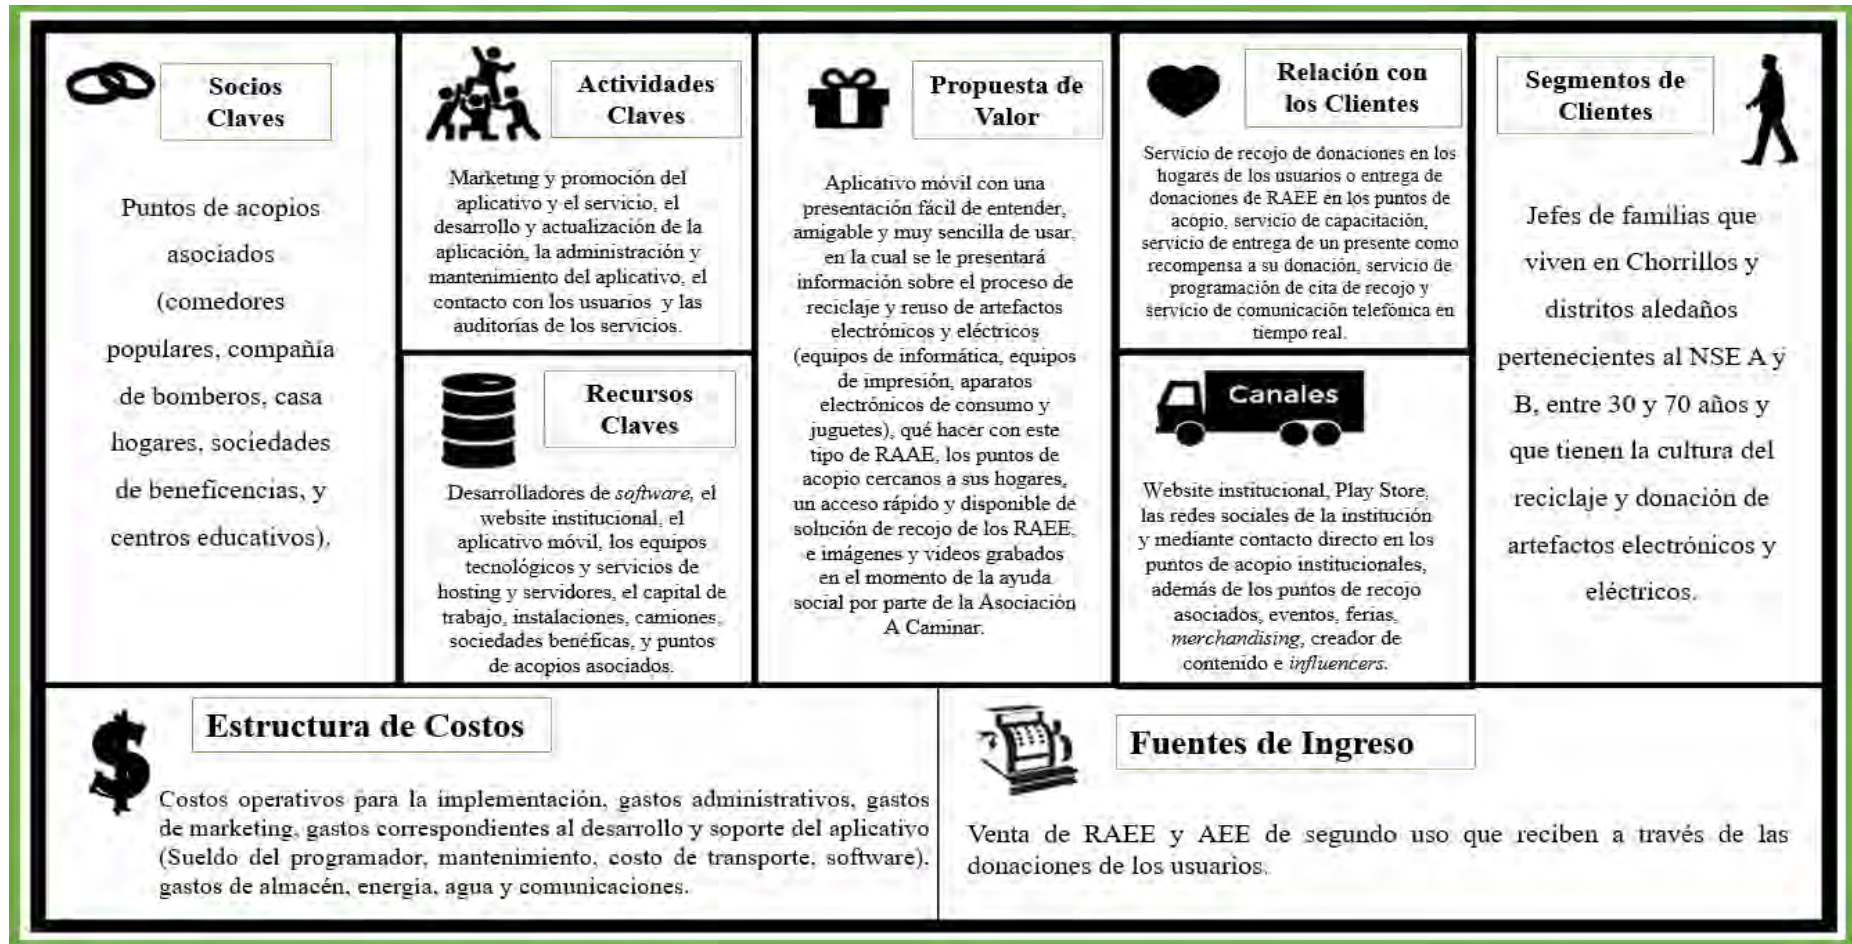 Socios
Claves
Puntos de acopios
asociados
(comedores
populares, compañía
de bomberos, casa
hogares, sociedades
de beneficencias, y
centros educativos).
Actividades
Claves
Marketing y promoción del
aplicativo y el servicio, el
desarrollo y actualización de la
aplicación, la administración y
mantenimiento del aplicativo, el
contacto con los usuarios y las
auditorías de los servicios.
Recursos
Claves
Desarrolladores de software, el
website institucional, el
aplicativo móvil, los equipos
tecnológicos y servicios de
hosting y servidores, el capital de
trabajo, instalaciones, camiones,
sociedades benéficas, y puntos
de acopios asociados.
Propuesta de
Valor
Aplicativo móvil con una
presentación fácil de entender,
amigable y muy sencilla de usar,
en la cual se le presentará
información sobre el proceso de
reciclaje y reuso de artefactos
electrónicos y eléctricos
(equipos de informática, equipos
de impresión, aparatos
electrónicos de consumo y
juguetes), qué hacer con este
tipo de RAAE, los puntos de
acopio cercanos a sus hogares,
un acceso rápido y disponible de
solución de recojo de los RAEE,
e imágenes y videos grabados
en el momento de la ayuda
social por parte de la Asociación
A Caminar.
Relación con
los Clientes
Servicio de recojo de donaciones en los
hogares de los usuarios o entrega de
donaciones de RAEE en los puntos de
acopio, servicio de capacitación,
servicio de entrega de un presente como
recompensa a su donación, servicio de
programación de cita de recojo y
servicio de comunicación telefónica en
tiempo real.
Canales
Website institucional, Play Store,
las redes sociales de la institución
y mediante contacto directo en los
puntos de acopio institucionales,
además de los puntos de recojo
asociados, eventos, ferias,
merchandising, creador de
contenido e influencers.
Segmentos de
Clientes
Jefes de familias que
viven en Chorrillos y
distritos aledaños
pertenecientes al NSE A y
B, entre 30 y 70 años y
que tienen la cultura del
reciclaje y donación de
artefactos electrónicos y
eléctricos.
Estructura de Costos
Costos operativos para la implementación, gastos administrativos, gastos
de marketing, gastos correspondientes al desarrollo y soporte del aplicativo
(Sueldo del programador, mantenimiento, costo de transporte, software),
gastos de almacén, energía, agua y comunicaciones.
Fuentes de Ingreso
Venta de RAEE y AEE de segundo uso que reciben a través de las
donaciones de los usuarios.